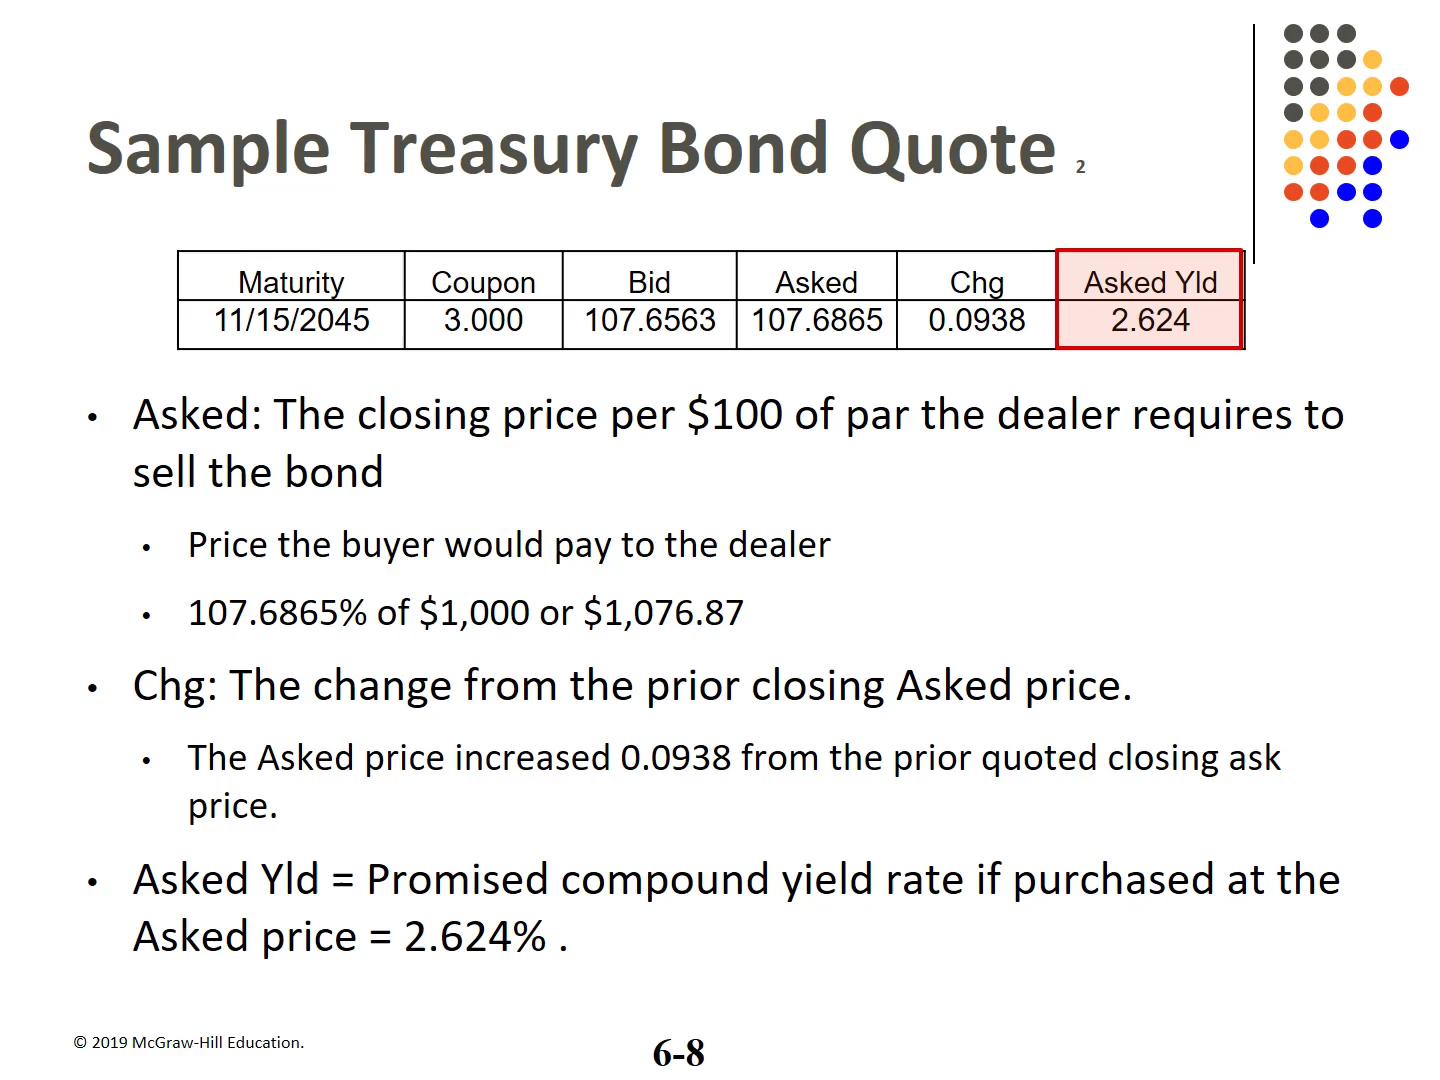 Sample Treasury Bond Quote 2
Maturity Coupon Bid Asked Chg Asked Yld
11/15/2045 3.000 107.6563 107.6865 0.0938 2.624
• Asked: The closing price per $100 of par the dealer requires to
sell the bond
• Price the buyer would pay to the dealer
• 107.6865% of $1,000 or $1,076.87
• Chg: The change from the prior closing Asked price.
• The Asked price increased 0.0938 from the prior quoted closing ask
price.
• Asked Yld = Promised compound yield rate if purchased at the
Asked price = 2.624% .
© 2019 McGraw-Hill Education.
6-8